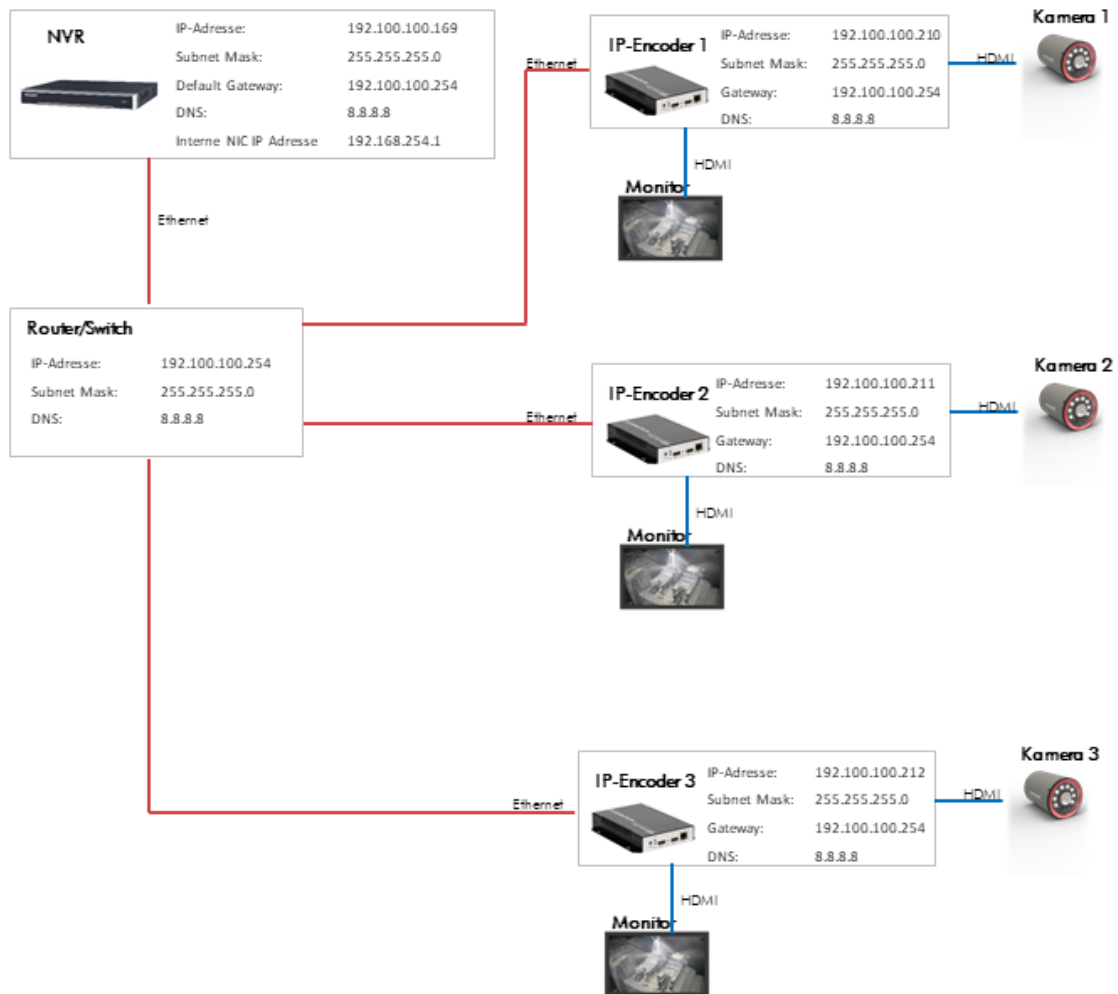 NVR
IP-Adresse: 192.100.100.169
Subnet Mask: 255.255.255.0
Default Gateway: 192.100.100.254
DNS: 8.8.8.8
Interne NIC IP Adresse 192.168.254.1
Ethernet
Router/Switch
IP-Adresse: 192.100.100.254
Subnet Mask: 255.255.255.0
DNS: 8.8.8.8
Ethernet
IP-Encoder 1
IP-Adresse: 192.100.100.210
Subnet Mask: 255.255.255.0
Gateway: 192.100.100.254
DNS: 8.8.8.8
HDMI
Kamera 1
HDMI
Monitor
Ethernet
IP-Encoder 2
IP-Adresse: 192.100.100.211
Subnet Mask: 255.255.255.0
Gateway: 192.100.100.254
DNS: 8.8.8.8
HDMI
Kamera 2
HDMI
Monitor
Ethernet
IP-Encoder 3
IP-Adresse: 192.100.100.212
Subnet Mask: 255.255.255.0
Gateway: 192.100.100.254
DNS: 8.8.8.8
HDMI
Kamera 3
HDMI
Monitor